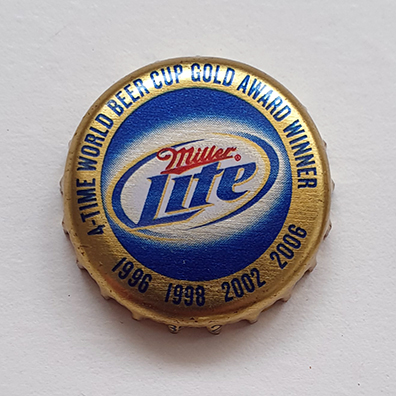 4-TIME WORLD BEER CUP GOLD AWARD WINNER
Miller
Lite
1996 1998 2002 2006